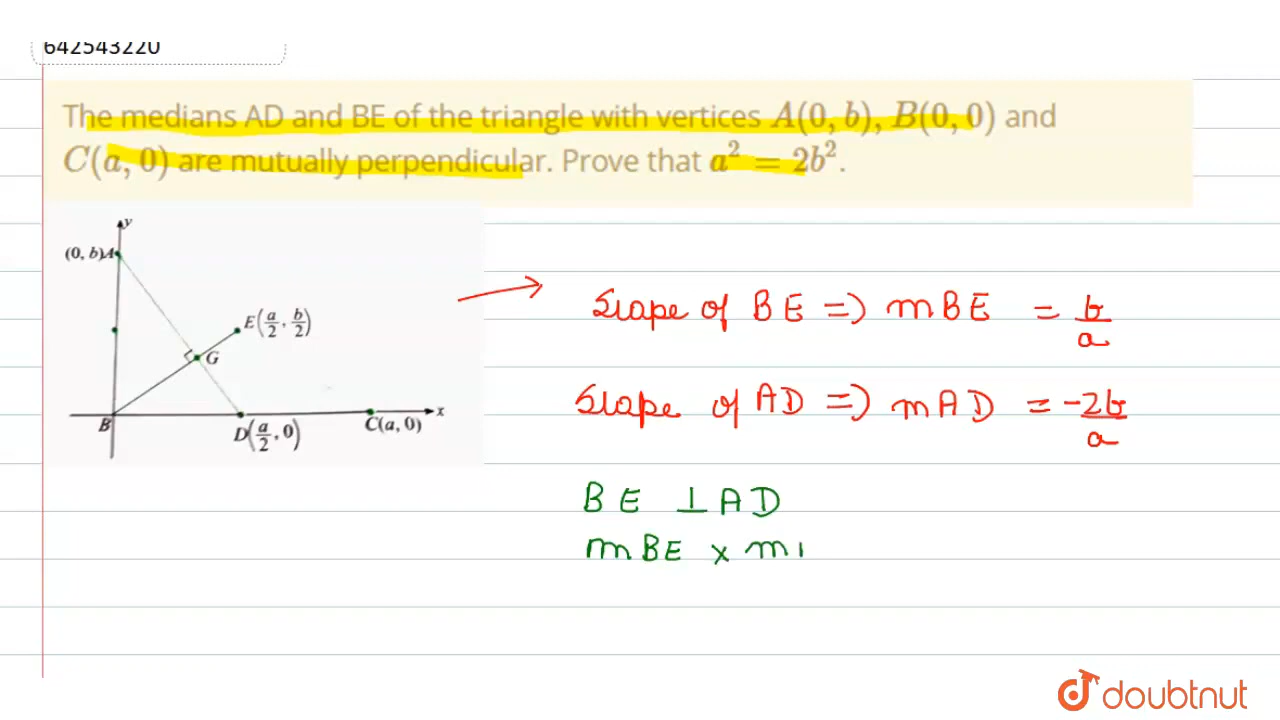 642543220
The medians AD and BE of the triangle with vertices A(0, b), B(0, 0) and
C(a, 0) are mutually perpendicular. Prove that a² = 2b².
y
(0, b)A
E(a/2, b/2)
G
B
D(a/2, 0)
C(a, 0)
x
Slope of BE => mBE = b/a
Slope of AD => mAD = -2b/a
BE ⊥ AD
mBE × m
doubtnut